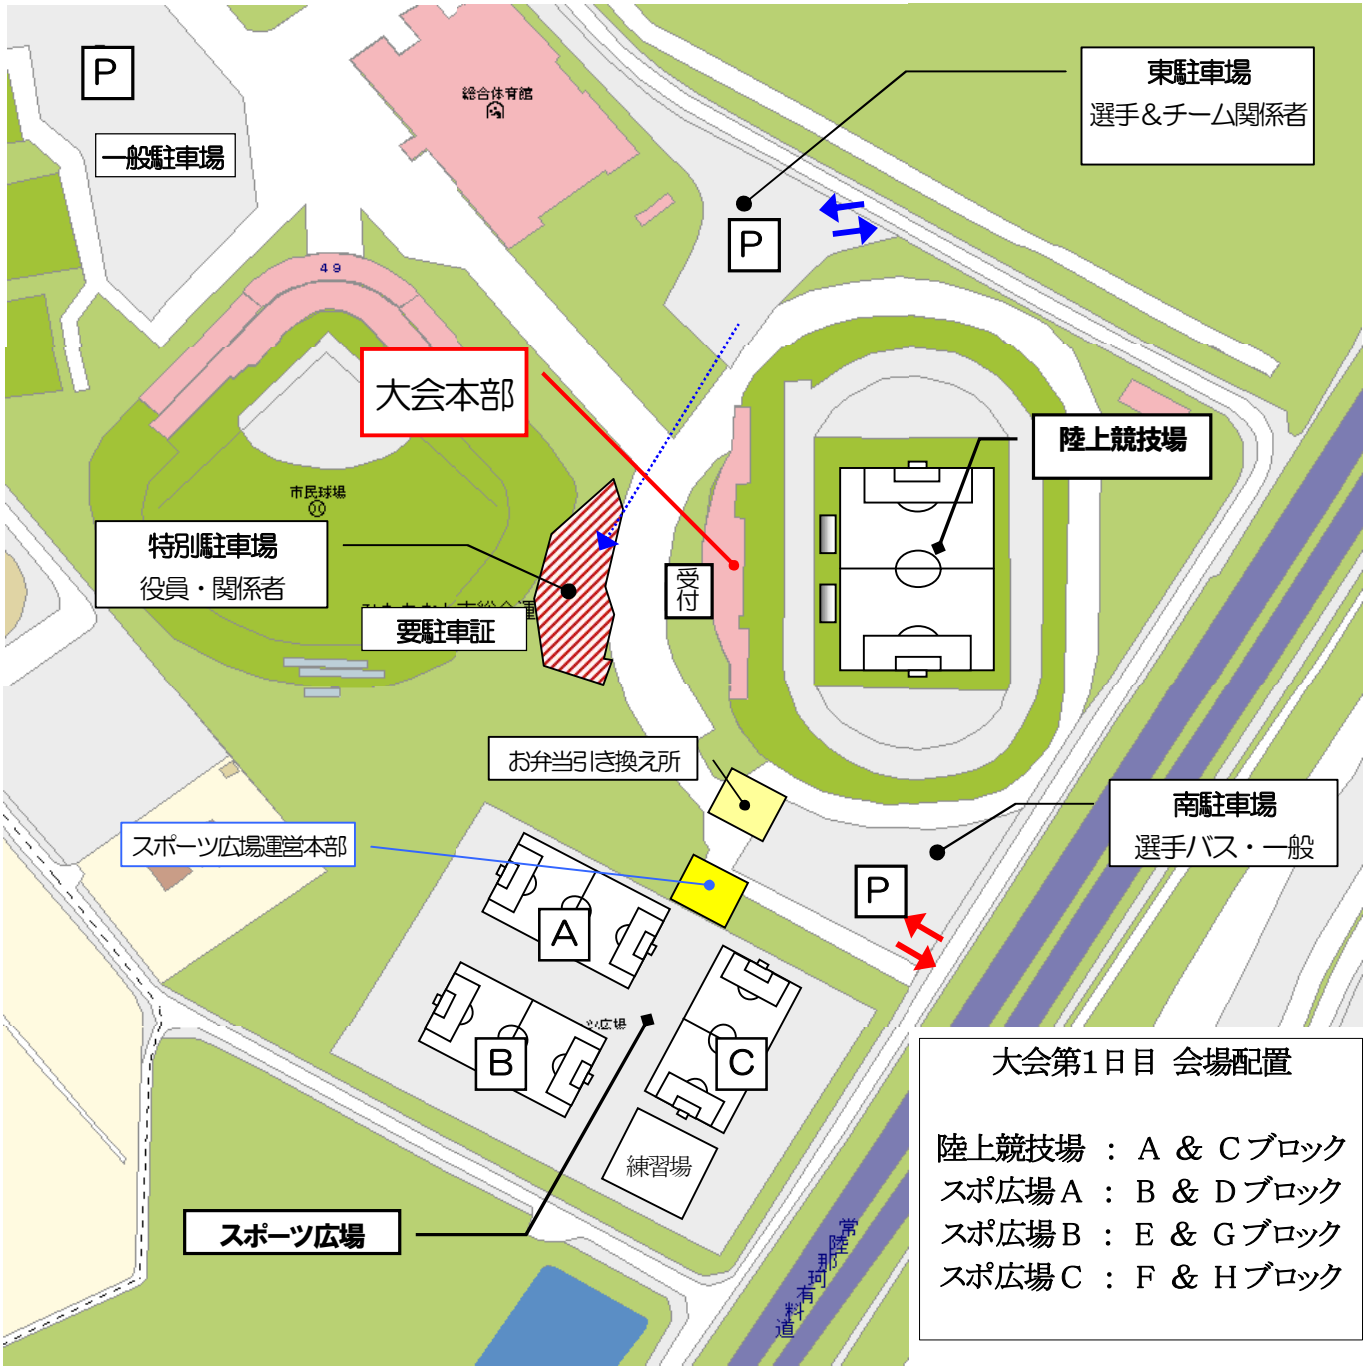 P
一般駐車場
総合体育館
東駐車場
選手&チーム関係者
P
49
大会本部
陸上競技場
市民球場
特別駐車場
役員・関係者
要駐車証
受付
お弁当引き換え所
南駐車場
選手バス・一般
スポーツ広場運営本部
P
A
B
ツ広場
C
練習場
スポーツ広場
常陸那珂有料道
大会第1日目 会場配置
陸上競技場 : A & Cブロック
スポ広場A : B & Dブロック
スポ広場B : E & Gブロック
スポ広場C : F & Hブロック